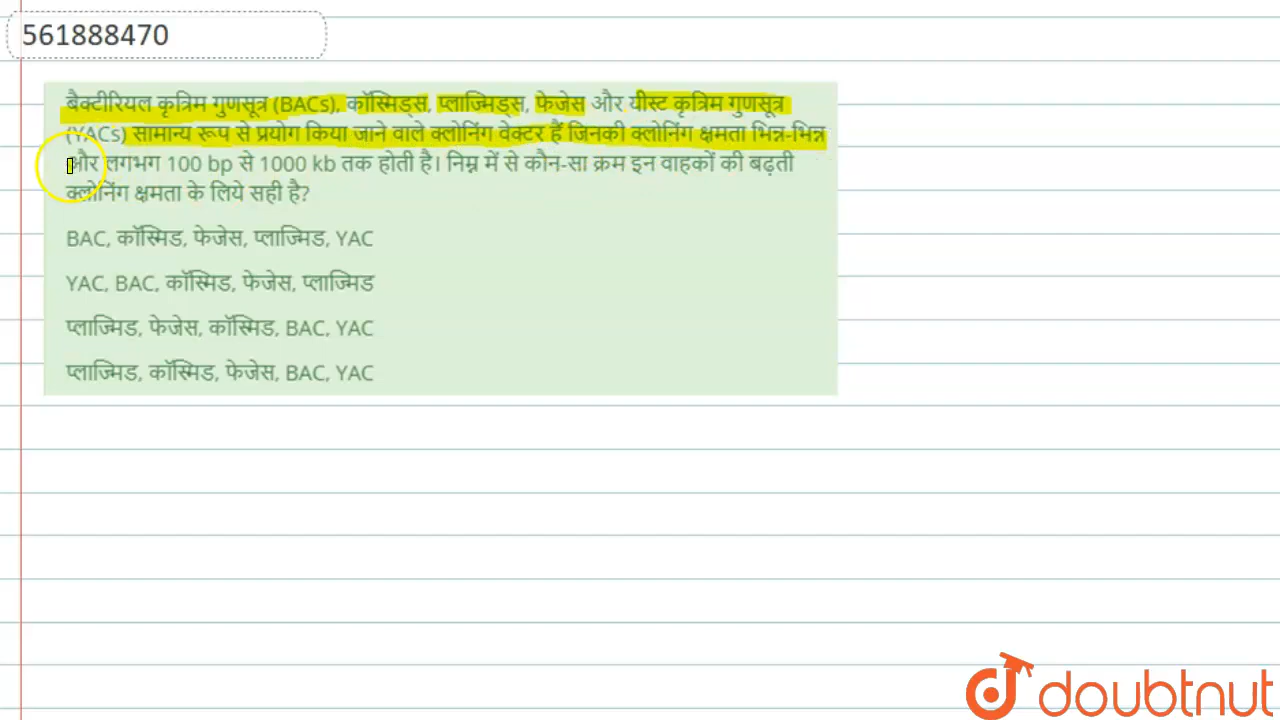 561888470
बैक्टीरियल कृत्रिम गुणसूत्र (BACs), कॉस्मिड्स, प्लाज्मिड्स, फेजेस और यीस्ट कृत्रिम गुणसूत्र
(YACs) सामान्य रूप से प्रयोग किया जाने वाले क्लोनिंग वेक्टर हैं जिनकी क्लोनिंग क्षमता भिन्न-भिन्न
और लगभग 100 bp से 1000 kb तक होती है। निम्न में से कौन-सा क्रम इन वाहकों की बढ़ती
क्लोनिंग क्षमता के लिये सही है?
BAC, कॉस्मिड, फेजेस, प्लाज्मिड, YAC
YAC, BAC, कॉस्मिड, फेजेस, प्लाज्मिड
प्लाज्मिड, फेजेस, कॉस्मिड, BAC, YAC
प्लाज्मिड, कॉस्मिड, फेजेस, BAC, YAC
doubtnut